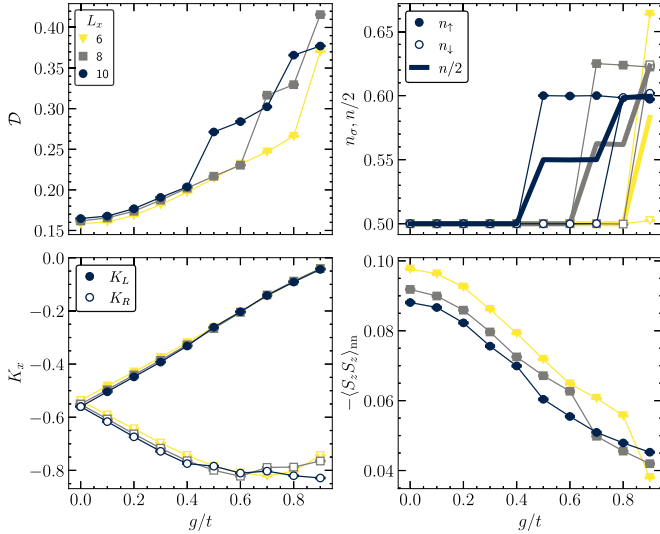 L_x
6
8
10
0.40
0.35
0.30
0.25
0.20
0.15
𝒟
n_↑
n_↓
n/2
0.65
0.60
0.55
0.50
n_σ, n/2
K_L
K_R
0.0
−0.2
−0.4
−0.6
−0.8
K_x
0.0 0.2 0.4 0.6 0.8
g/t
0.10
0.08
0.06
0.04
−⟨S_z S_z⟩_nn
0.0 0.2 0.4 0.6 0.8
g/t